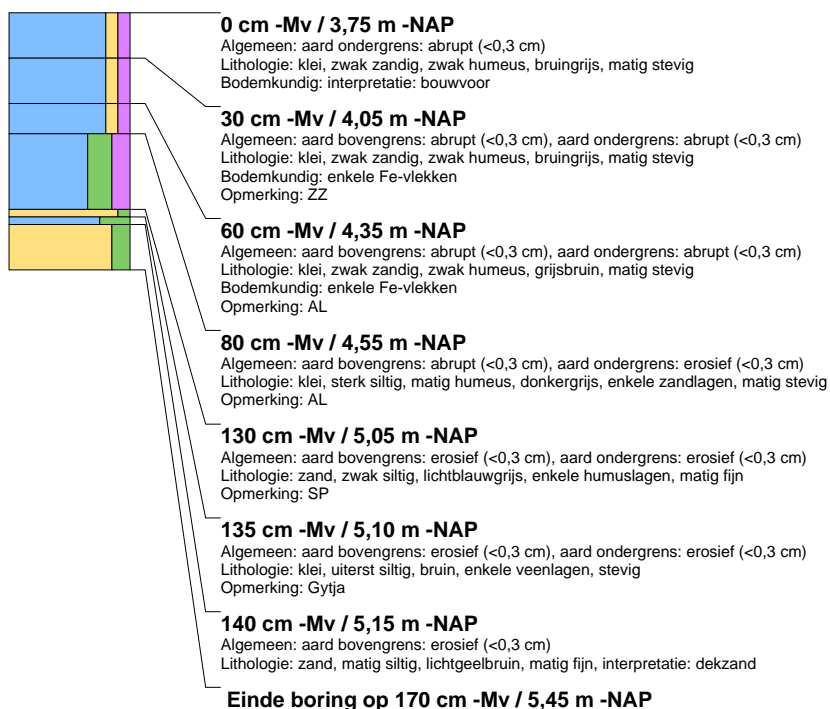 0 cm -Mv / 3,75 m -NAP
Algemeen: aard ondergrens: abrupt (<0,3 cm)
Lithologie: klei, zwak zandig, zwak humeus, bruingrijs, matig stevig
Bodemkundig: interpretatie: bouwvoor
30 cm -Mv / 4,05 m -NAP
Algemeen: aard bovengrens: abrupt (<0,3 cm), aard ondergrens: abrupt (<0,3 cm)
Lithologie: klei, zwak zandig, zwak humeus, bruingrijs, matig stevig
Bodemkundig: enkele Fe-vlekken
Opmerking: ZZ
60 cm -Mv / 4,35 m -NAP
Algemeen: aard bovengrens: abrupt (<0,3 cm), aard ondergrens: abrupt (<0,3 cm)
Lithologie: klei, zwak zandig, zwak humeus, grijsbruin, matig stevig
Bodemkundig: enkele Fe-vlekken
Opmerking: AL
80 cm -Mv / 4,55 m -NAP
Algemeen: aard bovengrens: abrupt (<0,3 cm), aard ondergrens: erosief (<0,3 cm)
Lithologie: klei, sterk siltig, matig humeus, donkergrijs, enkele zandlagen, matig stevig
Opmerking: AL
130 cm -Mv / 5,05 m -NAP
Algemeen: aard bovengrens: erosief (<0,3 cm), aard ondergrens: erosief (<0,3 cm)
Lithologie: zand, zwak siltig, lichtblauwgrijs, enkele humuslagen, matig fijn
Opmerking: SP
135 cm -Mv / 5,10 m -NAP
Algemeen: aard bovengrens: erosief (<0,3 cm), aard ondergrens: erosief (<0,3 cm)
Lithologie: klei, uiterst siltig, bruin, enkele veenlagen, stevig
Opmerking: Gytja
140 cm -Mv / 5,15 m -NAP
Algemeen: aard bovengrens: erosief (<0,3 cm)
Lithologie: zand, matig siltig, lichtgeelbruin, matig fijn, interpretatie: dekzand
Einde boring op 170 cm -Mv / 5,45 m -NAP